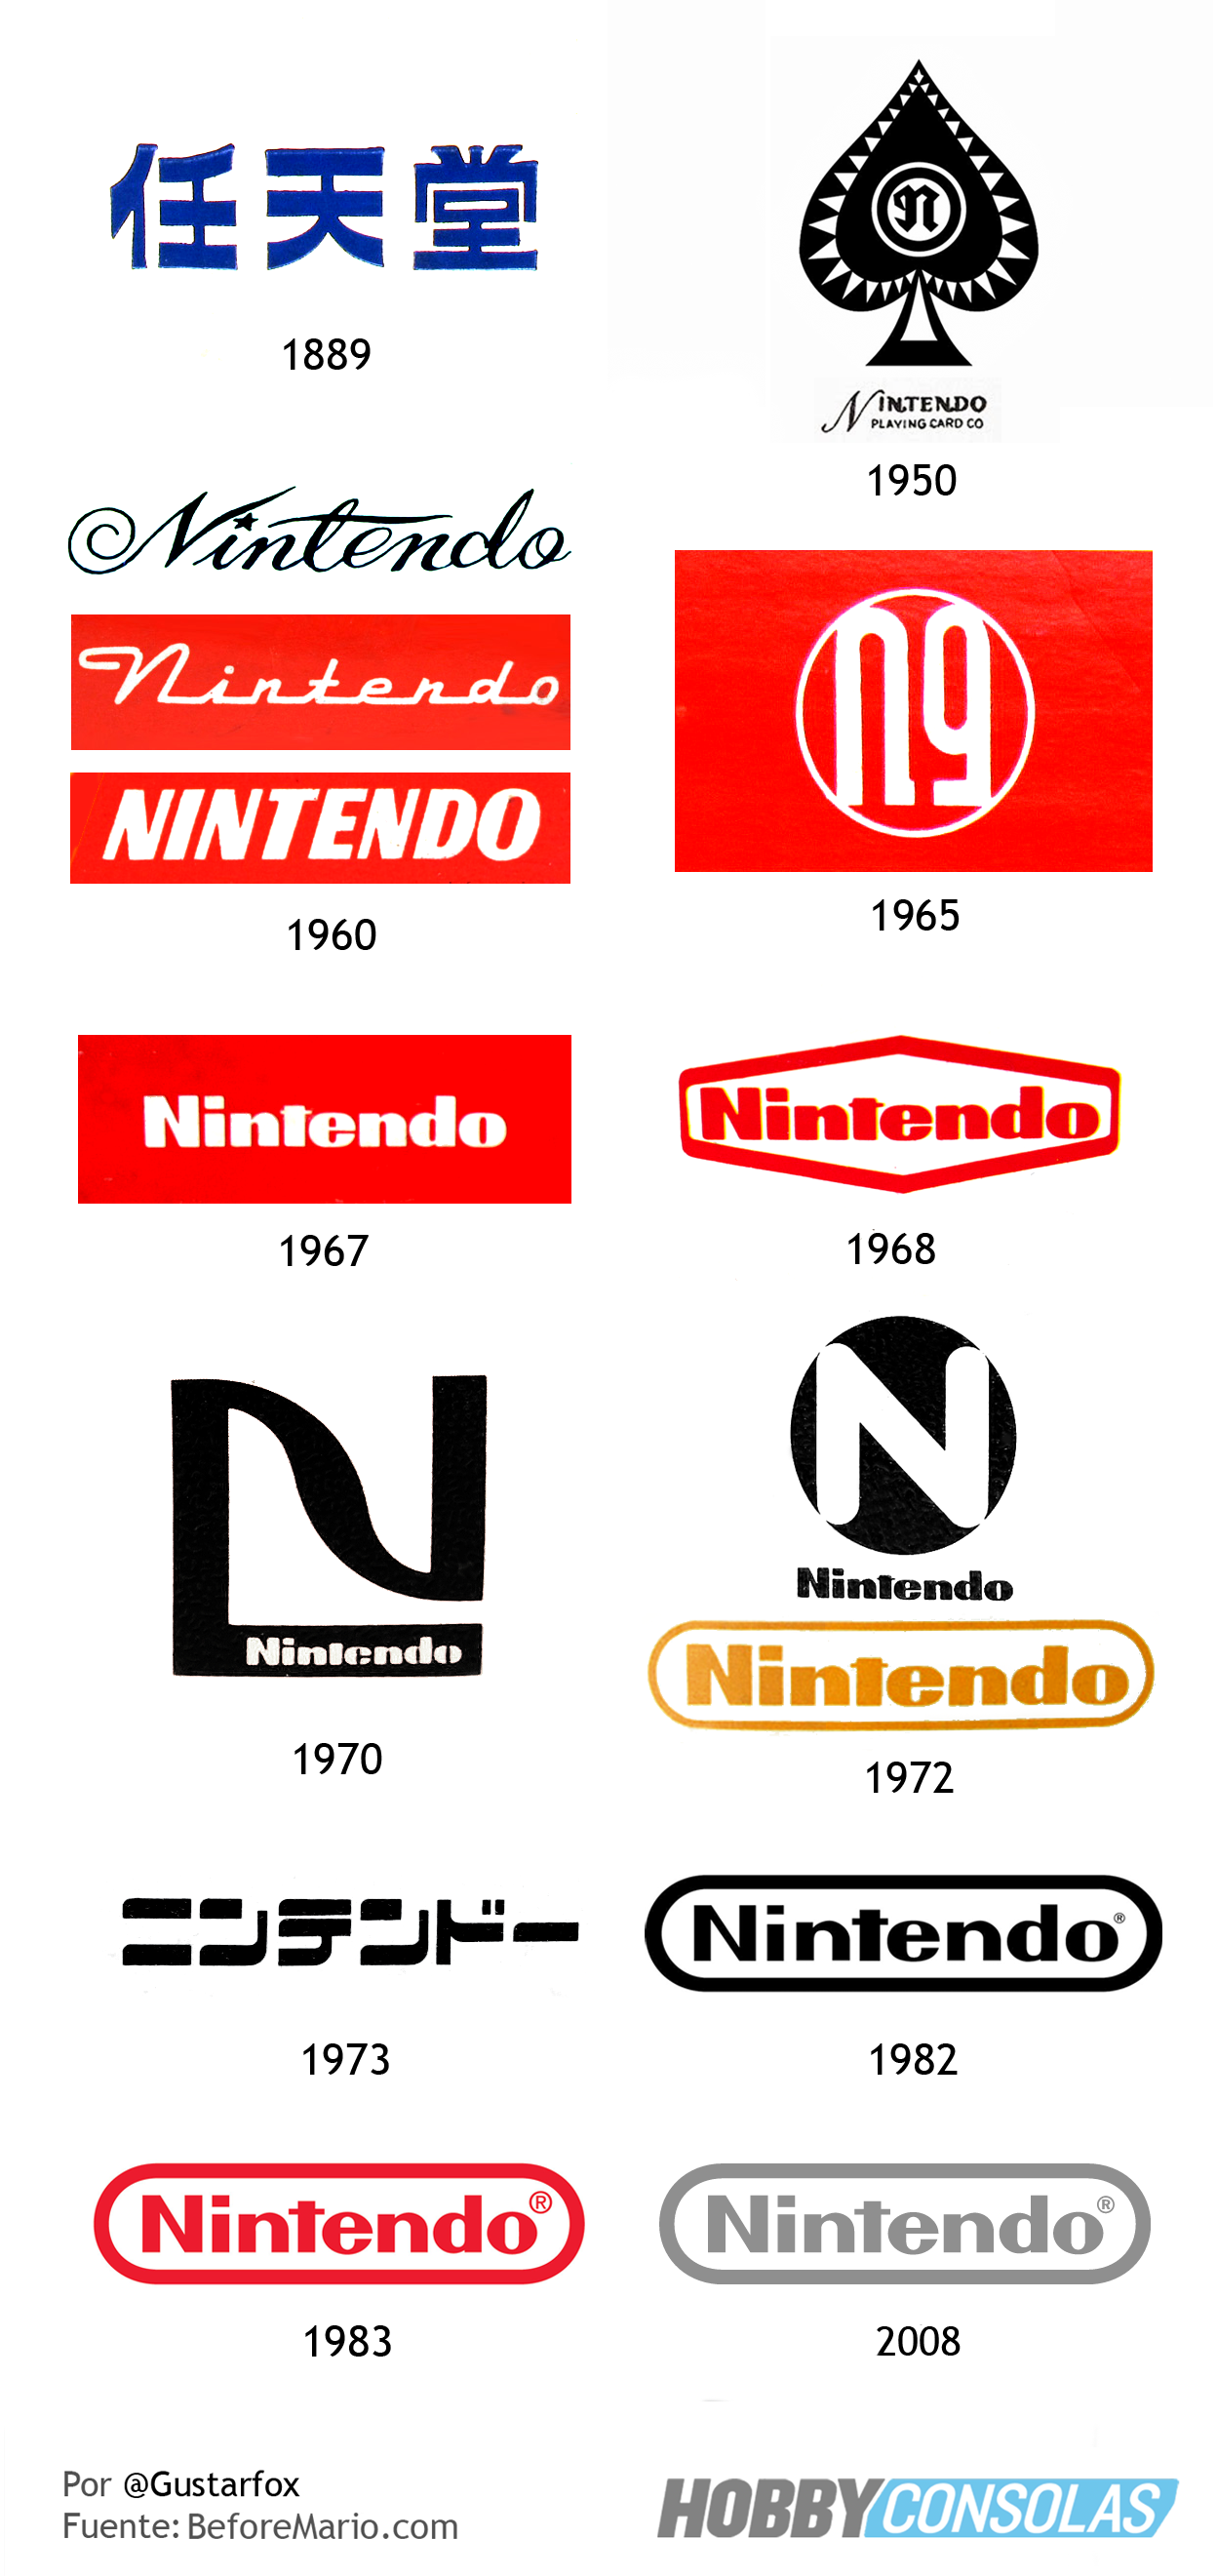 任天堂
1889
n
NINTENDO
PLAYING CARD CO
1950
Nintendo
Nintendo
NINTENDO
1960
1965
Nintendo
1967
Nintendo
1968
N
Nintendo
1970
N
Nintendo
Nintendo
1972
ニンテンドー
1973
Nintendo®
1982
Nintendo®
1983
Nintendo®
2008
Por @Gustarfox
Fuente: BeforeMario.com
HOBBYCONSOLAS